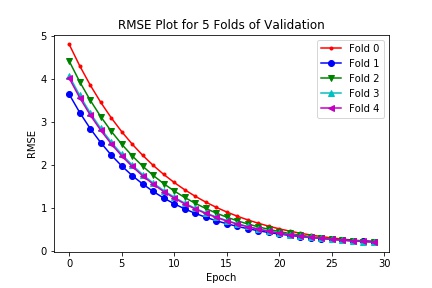 RMSE Plot for 5 Folds of Validation
5
4
3
2
1
0
RMSE
Fold 0
Fold 1
Fold 2
Fold 3
Fold 4
0 5 10 15 20 25 30
Epoch